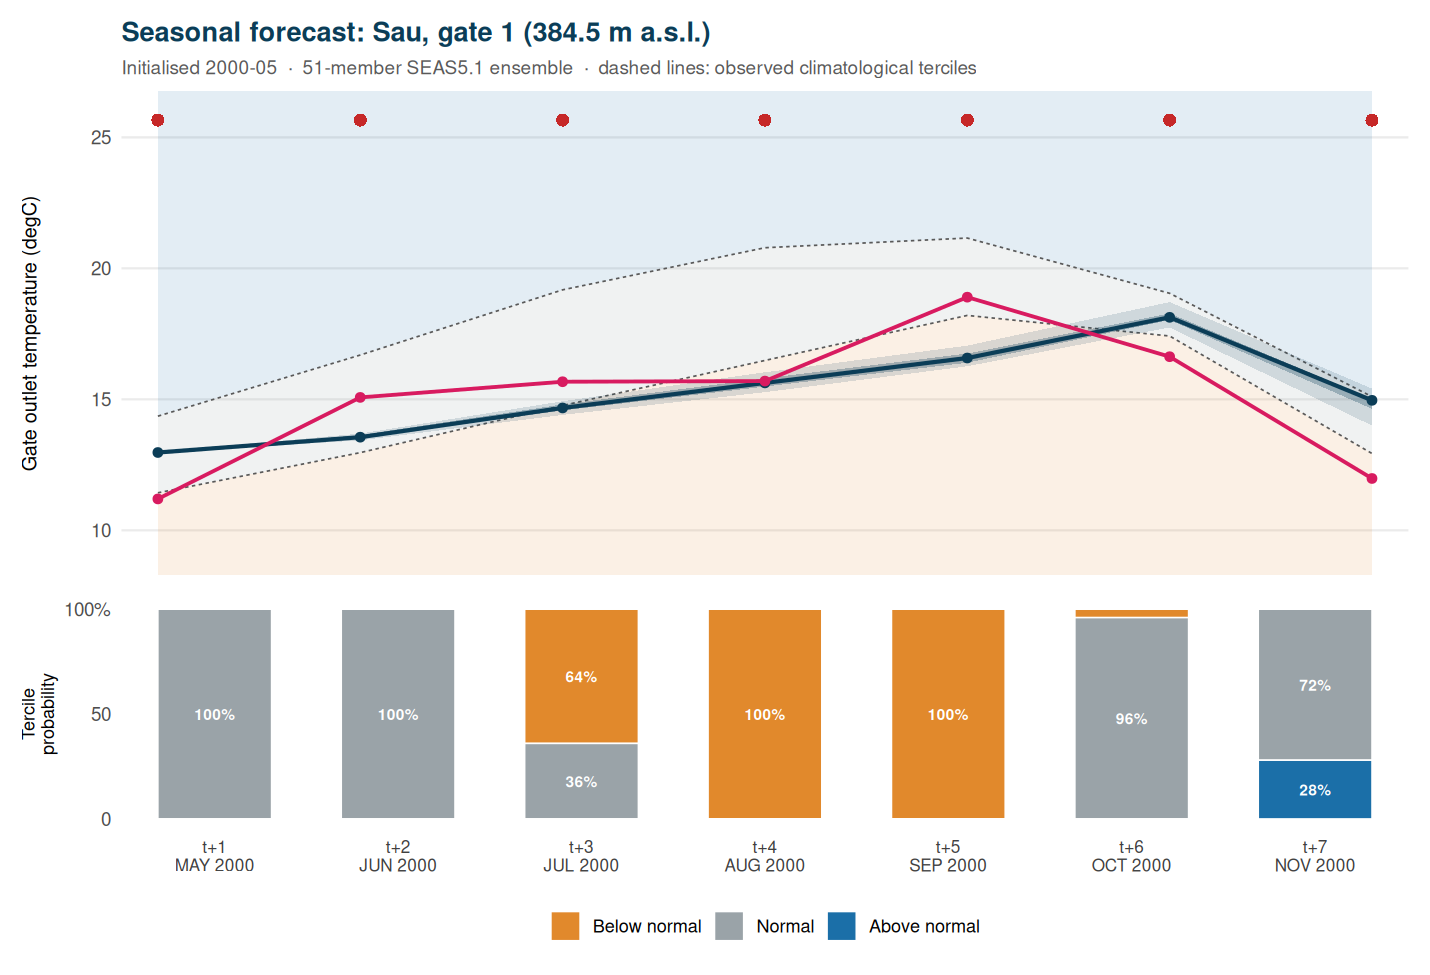 Seasonal forecast: Sau, gate 1 (384.5 m a.s.l.)
Initialised 2000-05 · 51-member SEAS5.1 ensemble · dashed lines: observed climatological terciles
Gate outlet temperature (degC)
25
20
15
10
Tercile
probability
100%
50
0
100%
100%
64%
36%
100%
100%
96%
72%
28%
t+1
MAY 2000
t+2
JUN 2000
t+3
JUL 2000
t+4
AUG 2000
t+5
SEP 2000
t+6
OCT 2000
t+7
NOV 2000
Below normal
Normal
Above normal